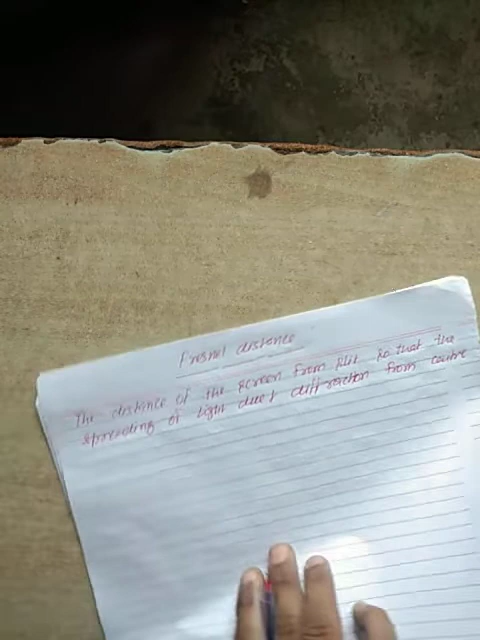 Fresnel distance
The distance of the screen from slit so that the
spreading of light due t diffraction from centre